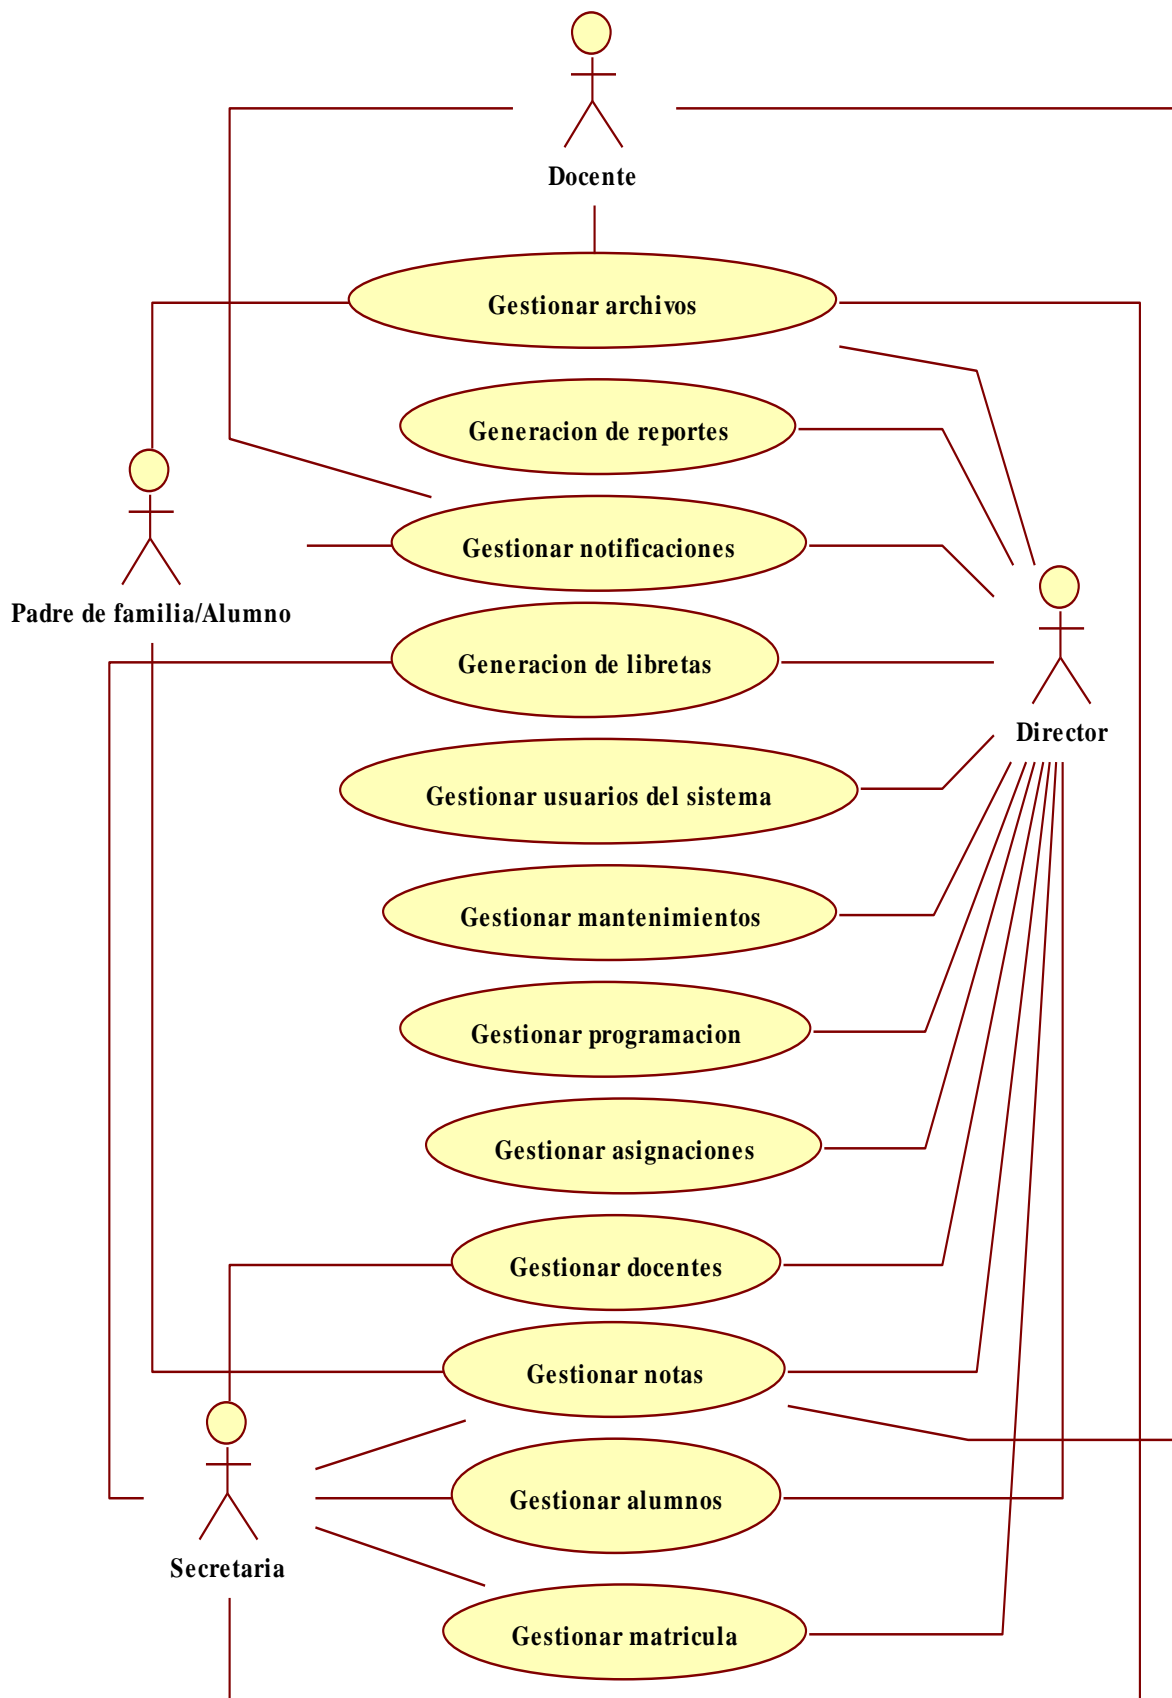 Docente
Gestionar archivos
Generacion de reportes
Gestionar notificaciones
Padre de familia/Alumno
Generacion de libretas
Director
Gestionar usuarios del sistema
Gestionar mantenimientos
Gestionar programacion
Gestionar asignaciones
Gestionar docentes
Gestionar notas
Gestionar alumnos
Secretaria
Gestionar matricula